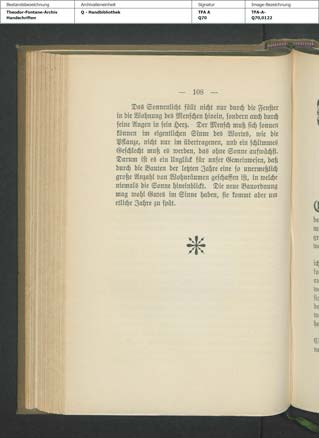 Bestandsbezeichnung
Archivalieneinheit
Signatur
Image-Bezeichnung
Theodor-Fontane-Archiv
Handschriften
Q - Handbibliothek
TFA A
Q70
TFA-A-
Q70,0122
— 108 —
Das Sonnenlicht fällt nicht nur durch die Fenster
in die Wohnung des Menschen hinein, sondern auch durch
seine Augen in sein Herz. Der Mensch muß sich sonnen
können im eigentlichen Sinne des Wortes, wie die
Pflanze, nicht nur im übertragenen, und ein schlimmes
Geschlecht muß es werden, das ohne Sonne aufwächst.
Darum ist es ein Unglück für unser Gemeinwesen, daß
durch die Bauten der letzten Jahre eine so unermeßlich
große Anzahl von Wohnräumen geschaffen ist, in welche
niemals die Sonne hineinblickt. Die neue Bauordnung
mag wohl Gutes im Sinne haben, sie kommt aber um
etliche Jahre zu spät.